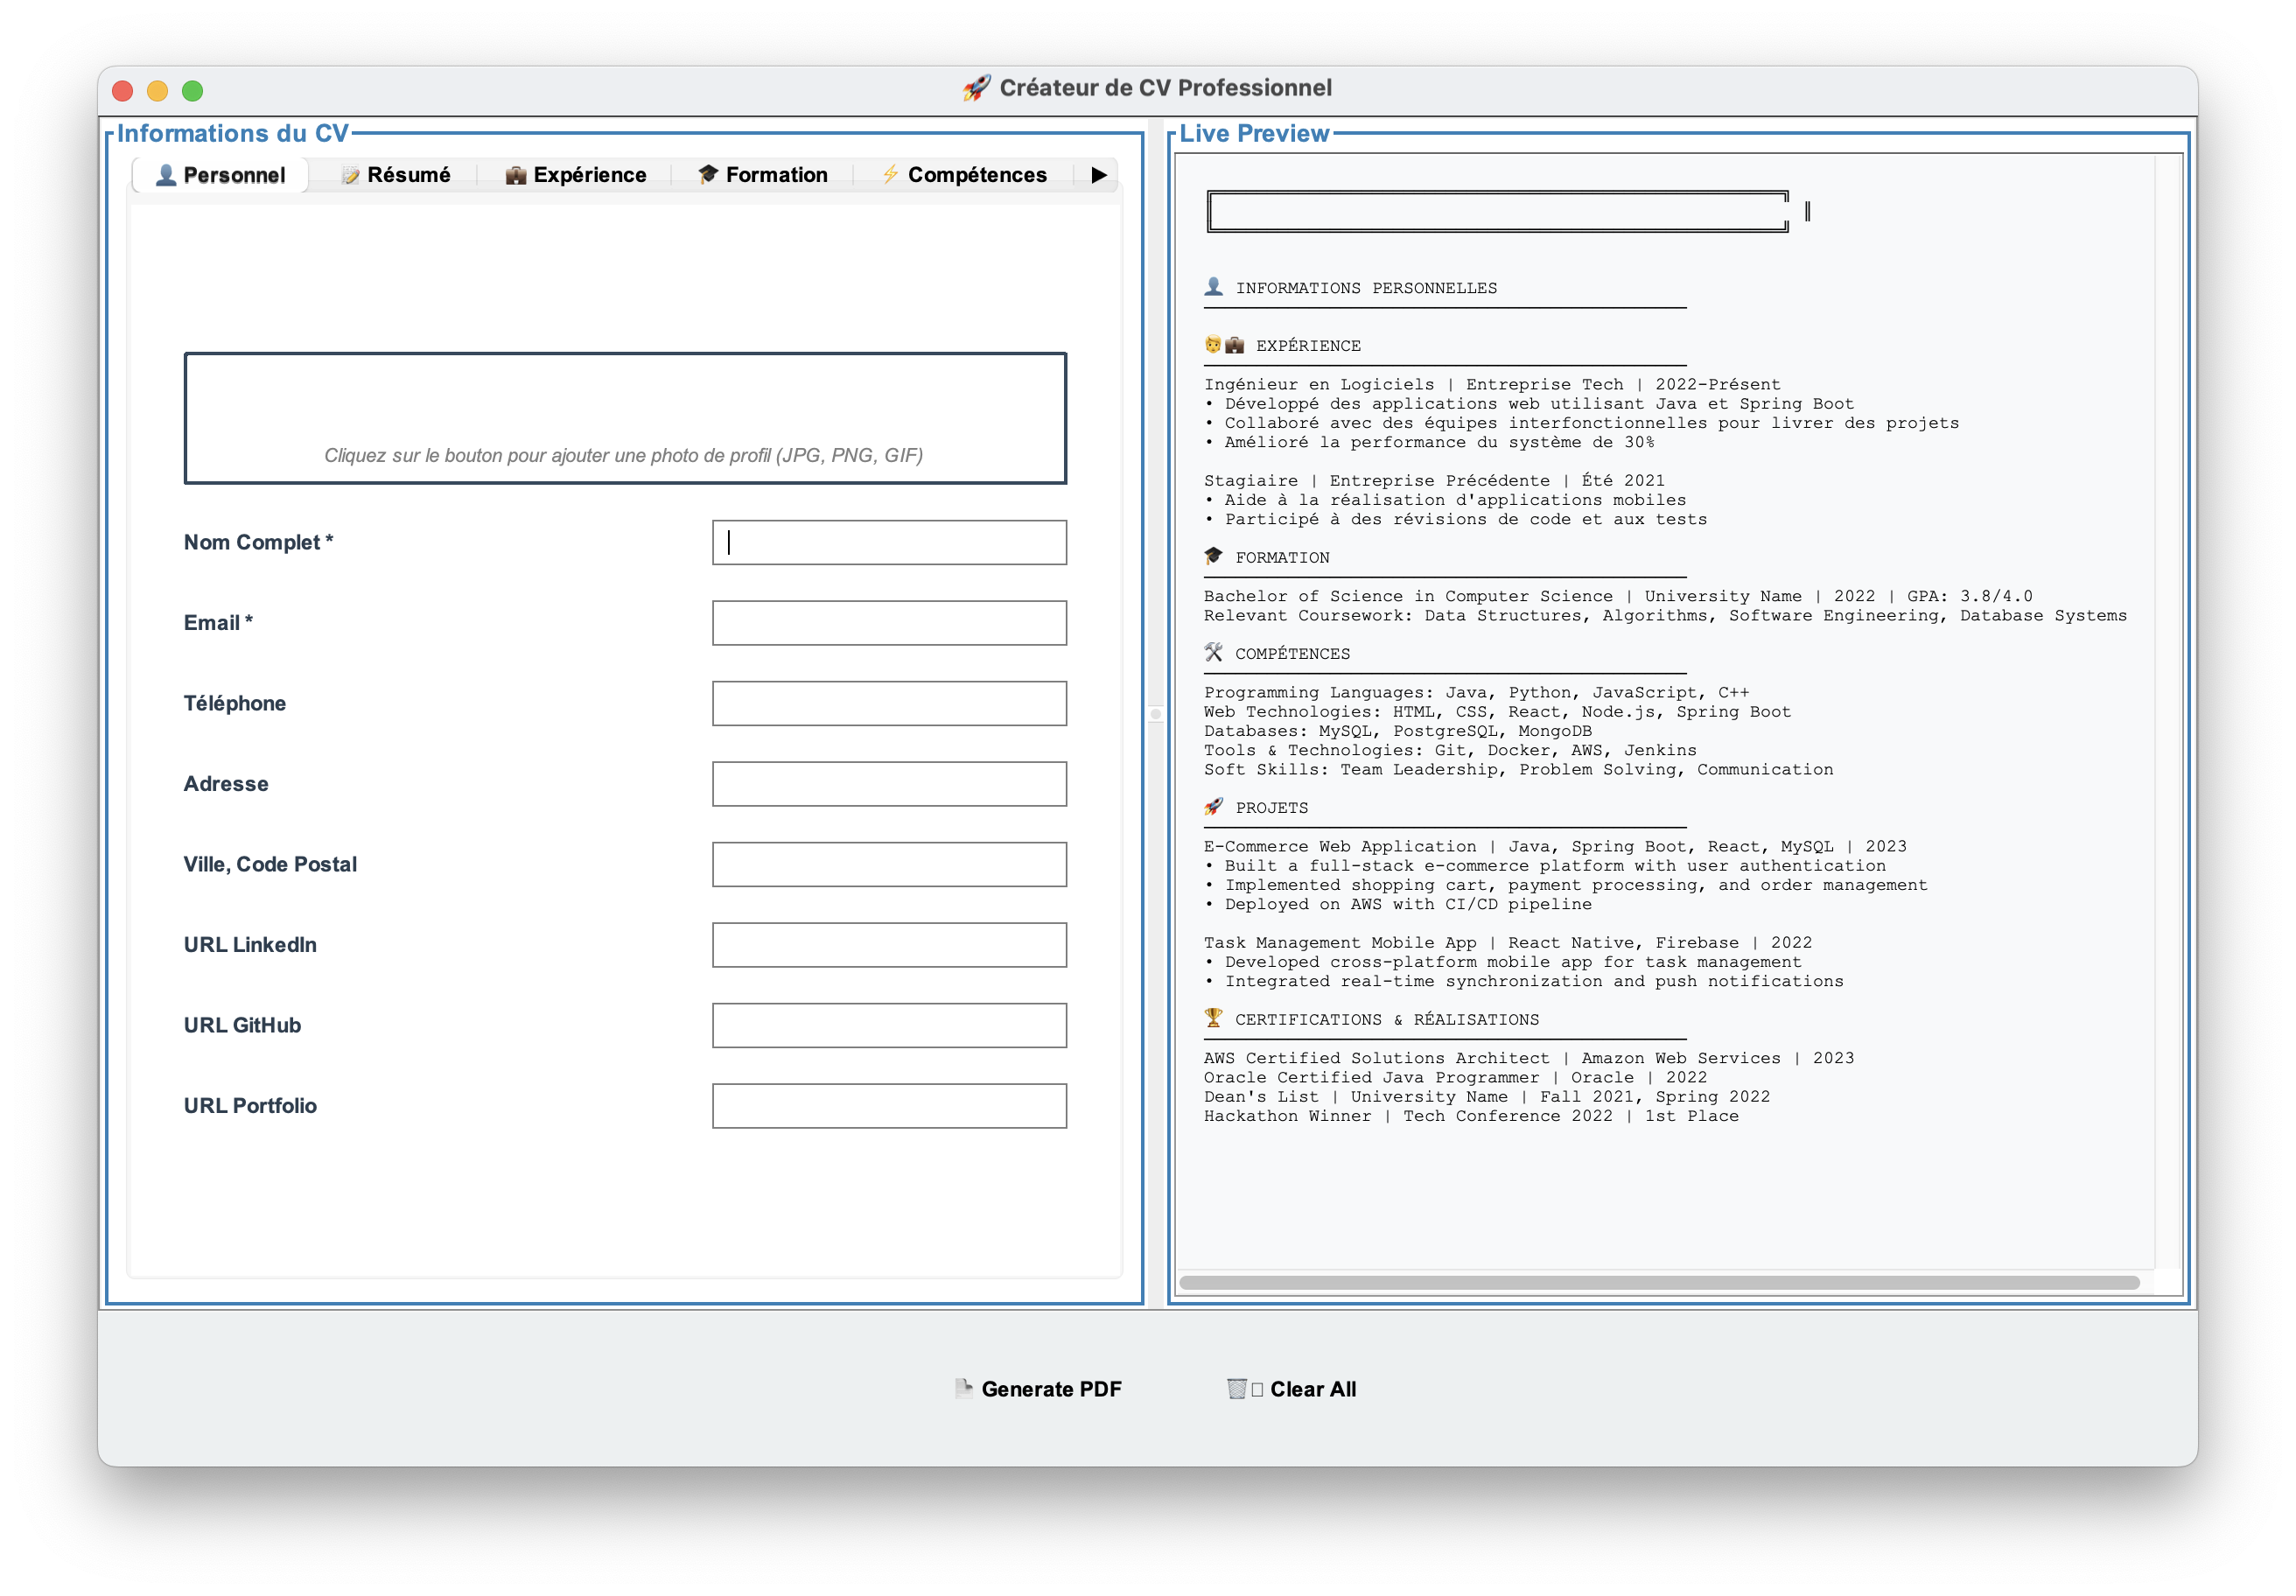 🚀 Créateur de CV Professionnel
Informations du CV
👤 Personnel
📝 Résumé
💼 Expérience
🎓 Formation
⚡ Compétences
Cliquez sur le bouton pour ajouter une photo de profil (JPG, PNG, GIF)
Nom Complet *
Email *
Téléphone
Adresse
Ville, Code Postal
URL LinkedIn
URL GitHub
URL Portfolio
Live Preview
👤 INFORMATIONS PERSONNELLES
🧑💼 EXPÉRIENCE
Ingénieur en Logiciels | Entreprise Tech | 2022-Présent
• Développé des applications web utilisant Java et Spring Boot
• Collaboré avec des équipes interfonctionnelles pour livrer des projets
• Amélioré la performance du système de 30%
Stagiaire | Entreprise Précédente | Été 2021
• Aide à la réalisation d'applications mobiles
• Participé à des révisions de code et aux tests
🎓 FORMATION
Bachelor of Science in Computer Science | University Name | 2022 | GPA: 3.8/4.0
Relevant Coursework: Data Structures, Algorithms, Software Engineering, Database Systems
🛠 COMPÉTENCES
Programming Languages: Java, Python, JavaScript, C++
Web Technologies: HTML, CSS, React, Node.js, Spring Boot
Databases: MySQL, PostgreSQL, MongoDB
Tools & Technologies: Git, Docker, AWS, Jenkins
Soft Skills: Team Leadership, Problem Solving, Communication
🚀 PROJETS
E-Commerce Web Application | Java, Spring Boot, React, MySQL | 2023
• Built a full-stack e-commerce platform with user authentication
• Implemented shopping cart, payment processing, and order management
• Deployed on AWS with CI/CD pipeline
Task Management Mobile App | React Native, Firebase | 2022
• Developed cross-platform mobile app for task management
• Integrated real-time synchronization and push notifications
🏆 CERTIFICATIONS & RÉALISATIONS
AWS Certified Solutions Architect | Amazon Web Services | 2023
Oracle Certified Java Programmer | Oracle | 2022
Dean's List | University Name | Fall 2021, Spring 2022
Hackathon Winner | Tech Conference 2022 | 1st Place
📄 Generate PDF
🗑 Clear All